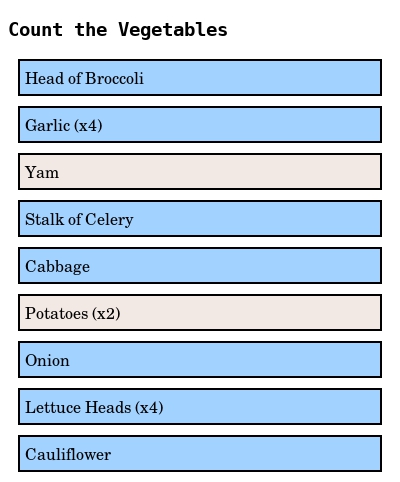 Count the Vegetables
Head of Broccoli
Garlic (x4)
Yam
Stalk of Celery
Cabbage
Potatoes (x2)
Onion
Lettuce Heads (x4)
Cauliflower